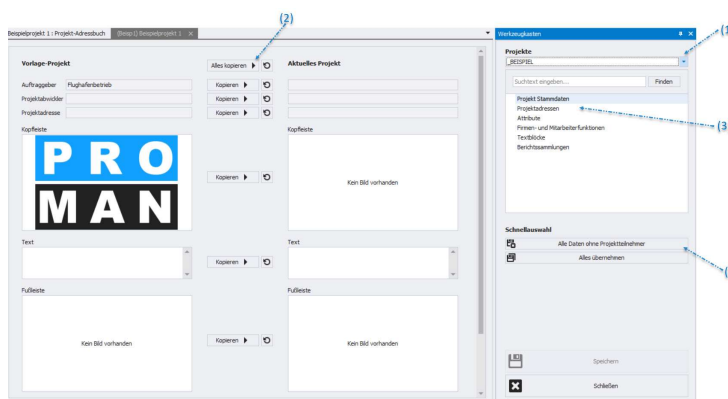 (2)
Beispielprojekt 1 : Projekt-Adressbuch
Beispielprojekt 1
Werkzeugkasten
(1
Vorlage-Projekt
Alles kopieren
Aktuelles Projekt
Auftraggeber Flughafenbetrieb Kopieren
Projektabwickler Kopieren
Projektadresse Kopieren
Kopfleiste
Kopfleiste
PRO
MAN
Kopieren
Kein Bild vorhanden
Text
Text
Kopieren
Fußleiste
Fußleiste
Kein Bild vorhanden
Kopieren
Kein Bild vorhanden
Projekte
_BEISPIEL
Suchtext eingeben...
Finden
Projekt Stammdaten
Projektadressen
(3
Attribute
Firmen- und Mitarbeiterfunktionen
Textblöcke
Berichtssammlungen
Schnellauswahl
Alle Daten ohne Projektteilnehmer
Alles übernehmen
(
Speichern
Schließen